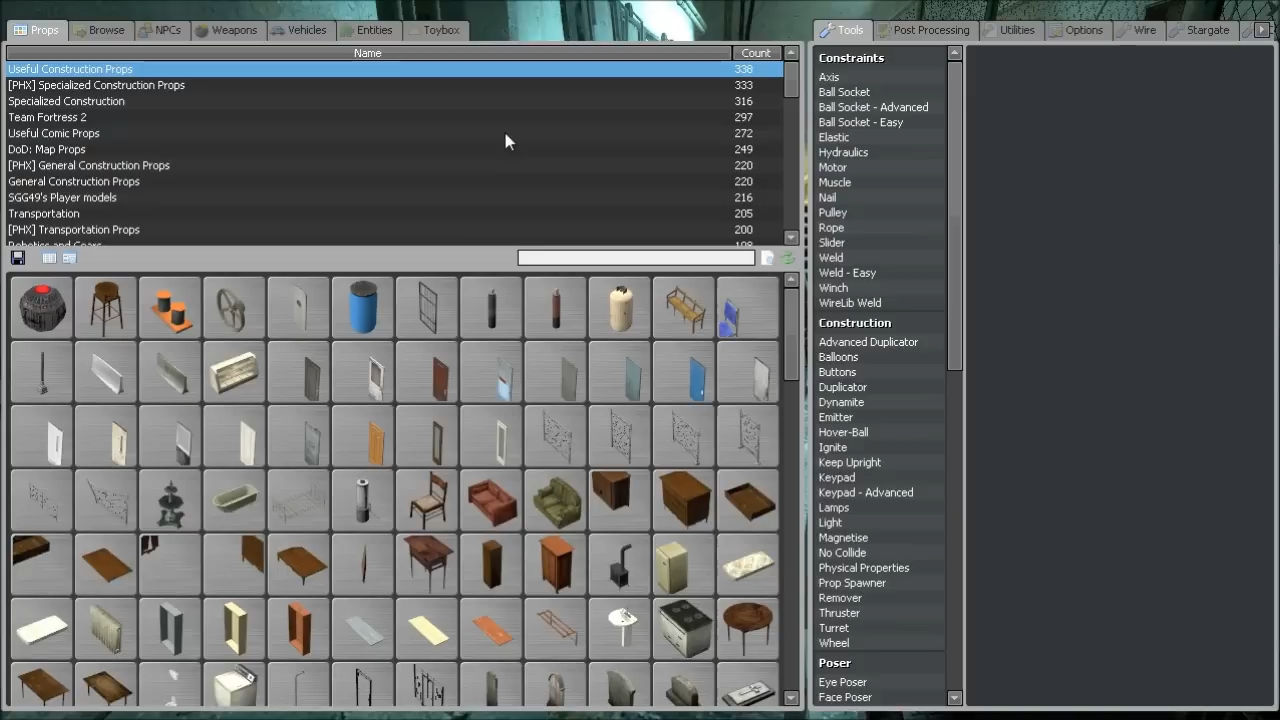 Props
Browse
NPCs
Weapons
Vehicles
Entities
Toybox
Name
Count
Useful Construction Props 338
[PHX] Specialized Construction Props 333
Specialized Construction 316
Team Fortress 2 297
Useful Comic Props 272
DoD: Map Props 249
[PHX] General Construction Props 220
General Construction Props 220
SGG49's Player models 216
Transportation 205
[PHX] Transportation Props 200
Robotics and Gears 198
Tools
Post Processing
Utilities
Options
Wire
Stargate
Constraints
Axis
Ball Socket
Ball Socket - Advanced
Ball Socket - Easy
Elastic
Hydraulics
Motor
Muscle
Nail
Pulley
Rope
Slider
Weld
Weld - Easy
Winch
WireLib Weld
Construction
Advanced Duplicator
Balloons
Buttons
Duplicator
Dynamite
Emitter
Hover-Ball
Ignite
Keep Upright
Keypad
Keypad - Advanced
Lamps
Light
Magnetise
No Collide
Physical Properties
Prop Spawner
Remover
Thruster
Turret
Wheel
Poser
Eye Poser
Face Poser